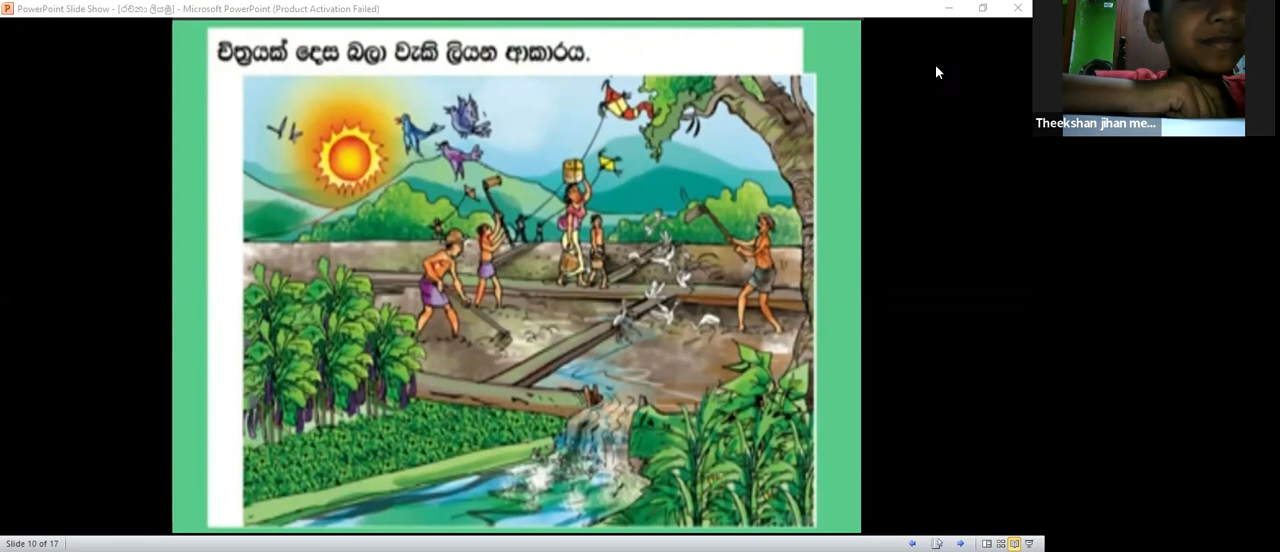 PowerPoint Slide Show - [රචනා ලියමු] - Microsoft PowerPoint (Product Activation Failed)
චිත්‍රයක් දෙස බලා වැකි ලියන ආකාරය.
Theekshan jihan me...
Slide 10 of 17